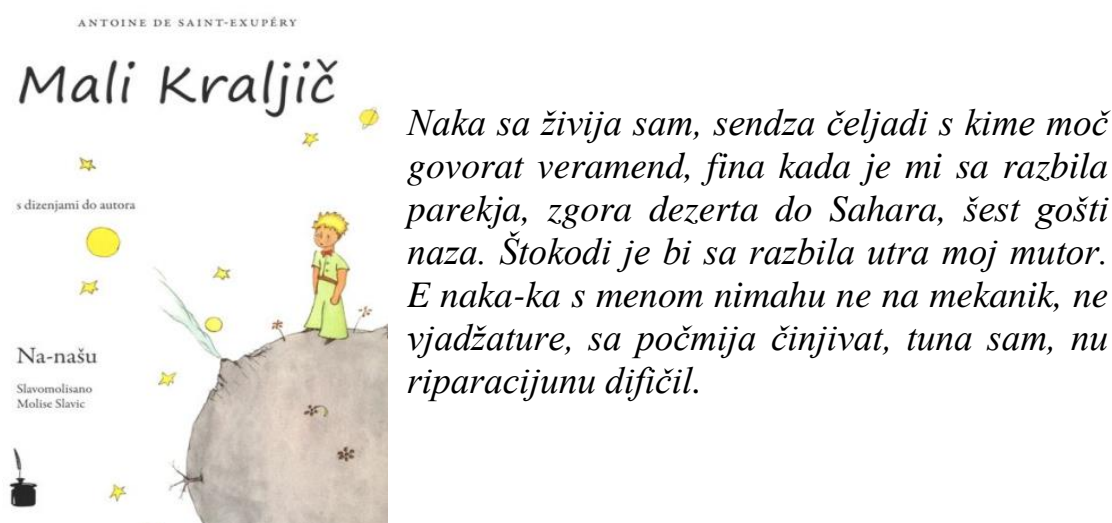 ANTOINE DE SAINT-EXUPÉRY
Mali Kraljič
s dizenjami do autora
Na-našu
Slavomolisano
Molise Slavic
Naka sa živija sam, sendza čeljadi s kime moč
govorat veramend, fina kada je mi sa razbila
parekja, zgora dezerta do Sahara, šest gošti
naza. Štokodi je bi sa razbila utra moj mutor.
E naka-ka s menom nimahu ne na mekanik, ne
vjadžature, sa počmija činjivat, tuna sam, nu
riparacijunu difičil.